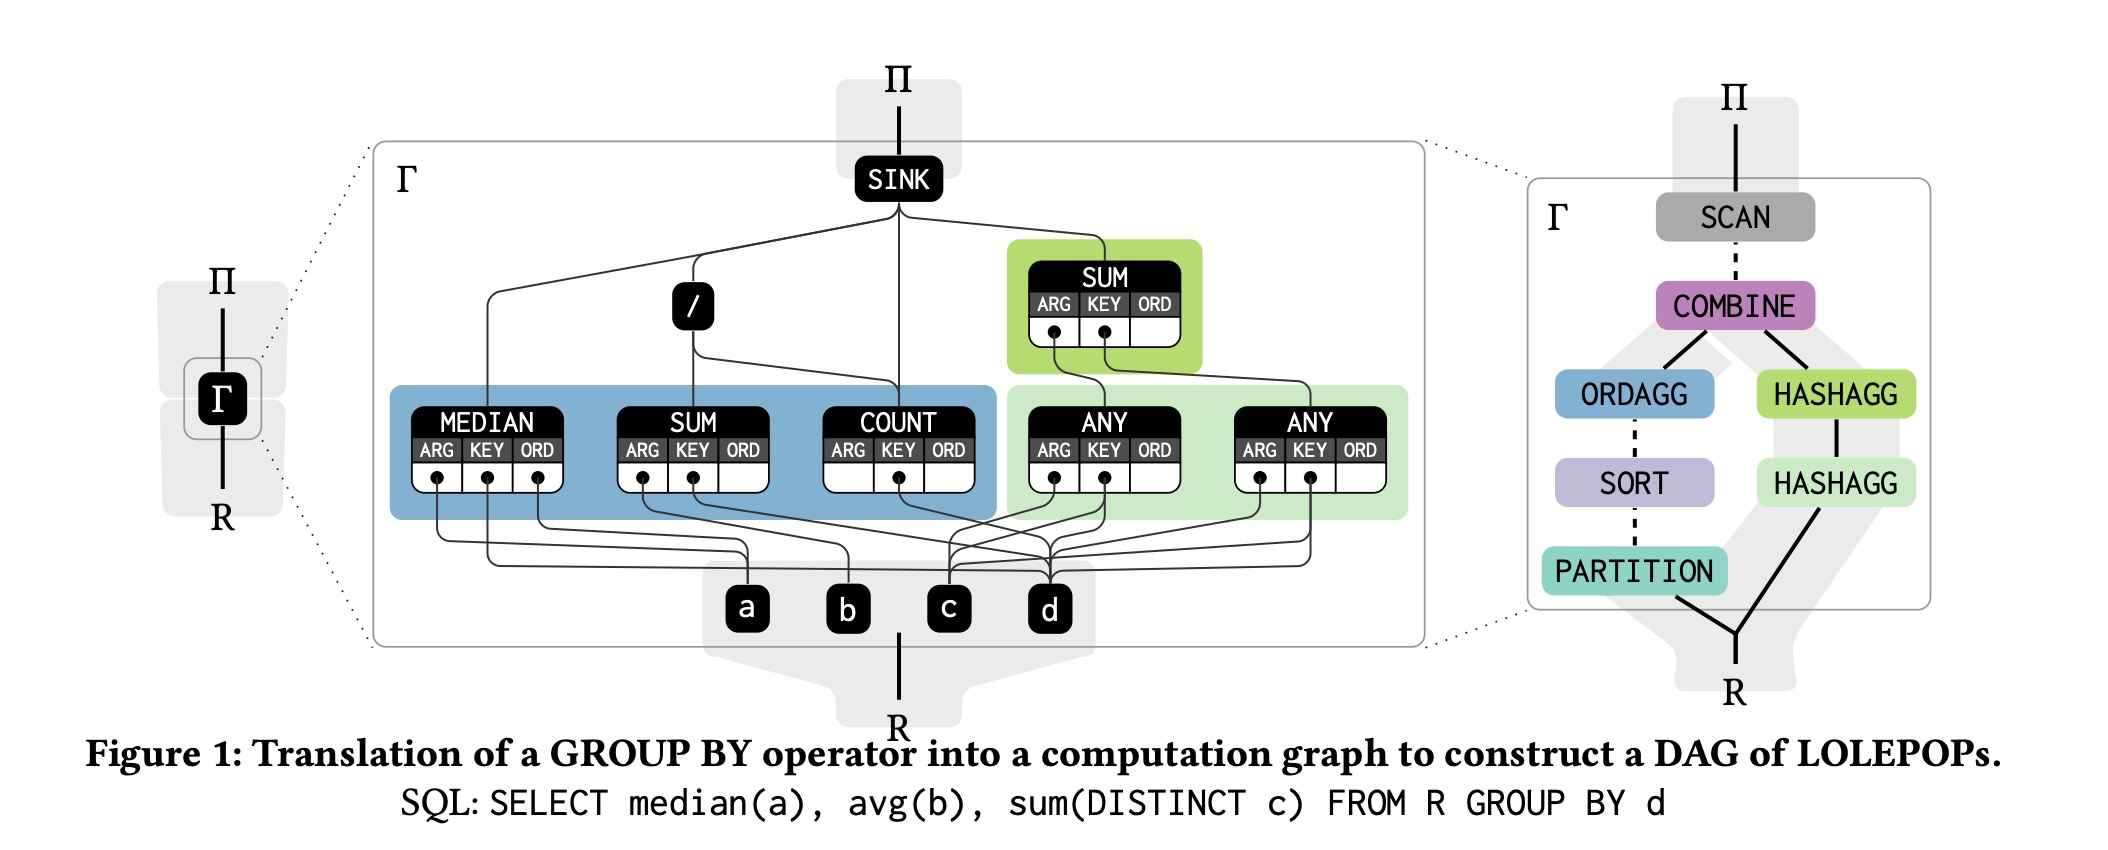 Π
Γ
R
Π
Γ
SINK
/
SUM
ARG KEY ORD
MEDIAN
ARG KEY ORD
SUM
ARG KEY ORD
COUNT
ARG KEY ORD
ANY
ARG KEY ORD
ANY
ARG KEY ORD
a b c d
R
Π
Γ
SCAN
COMBINE
ORDAGG HASHAGG
SORT HASHAGG
PARTITION
R
Figure 1: Translation of a GROUP BY operator into a computation graph to construct a DAG of LOLEPOPs.
SQL: SELECT median(a), avg(b), sum(DISTINCT c) FROM R GROUP BY d